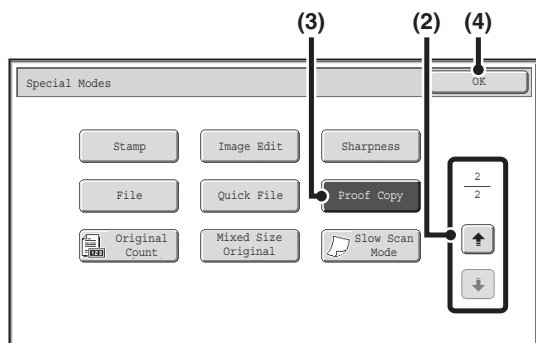 (3) (2) (4)
Special Modes OK
Stamp Image Edit Sharpness
File Quick File Proof Copy
2
2
Original
Count
Mixed Size
Original
Slow Scan
Mode